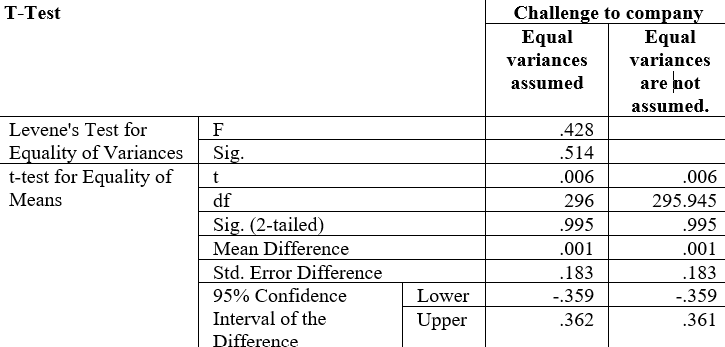 T-Test Challenge to company
Equal variances assumed Equal variances are not assumed.
Levene's Test for Equality of Variances F .428
Sig. .514
t-test for Equality of Means t .006 .006
df 296 295.945
Sig. (2-tailed) .995 .995
Mean Difference .001 .001
Std. Error Difference .183 .183
95% Confidence Interval of the Difference Lower -.359 -.359
Upper .362 .361